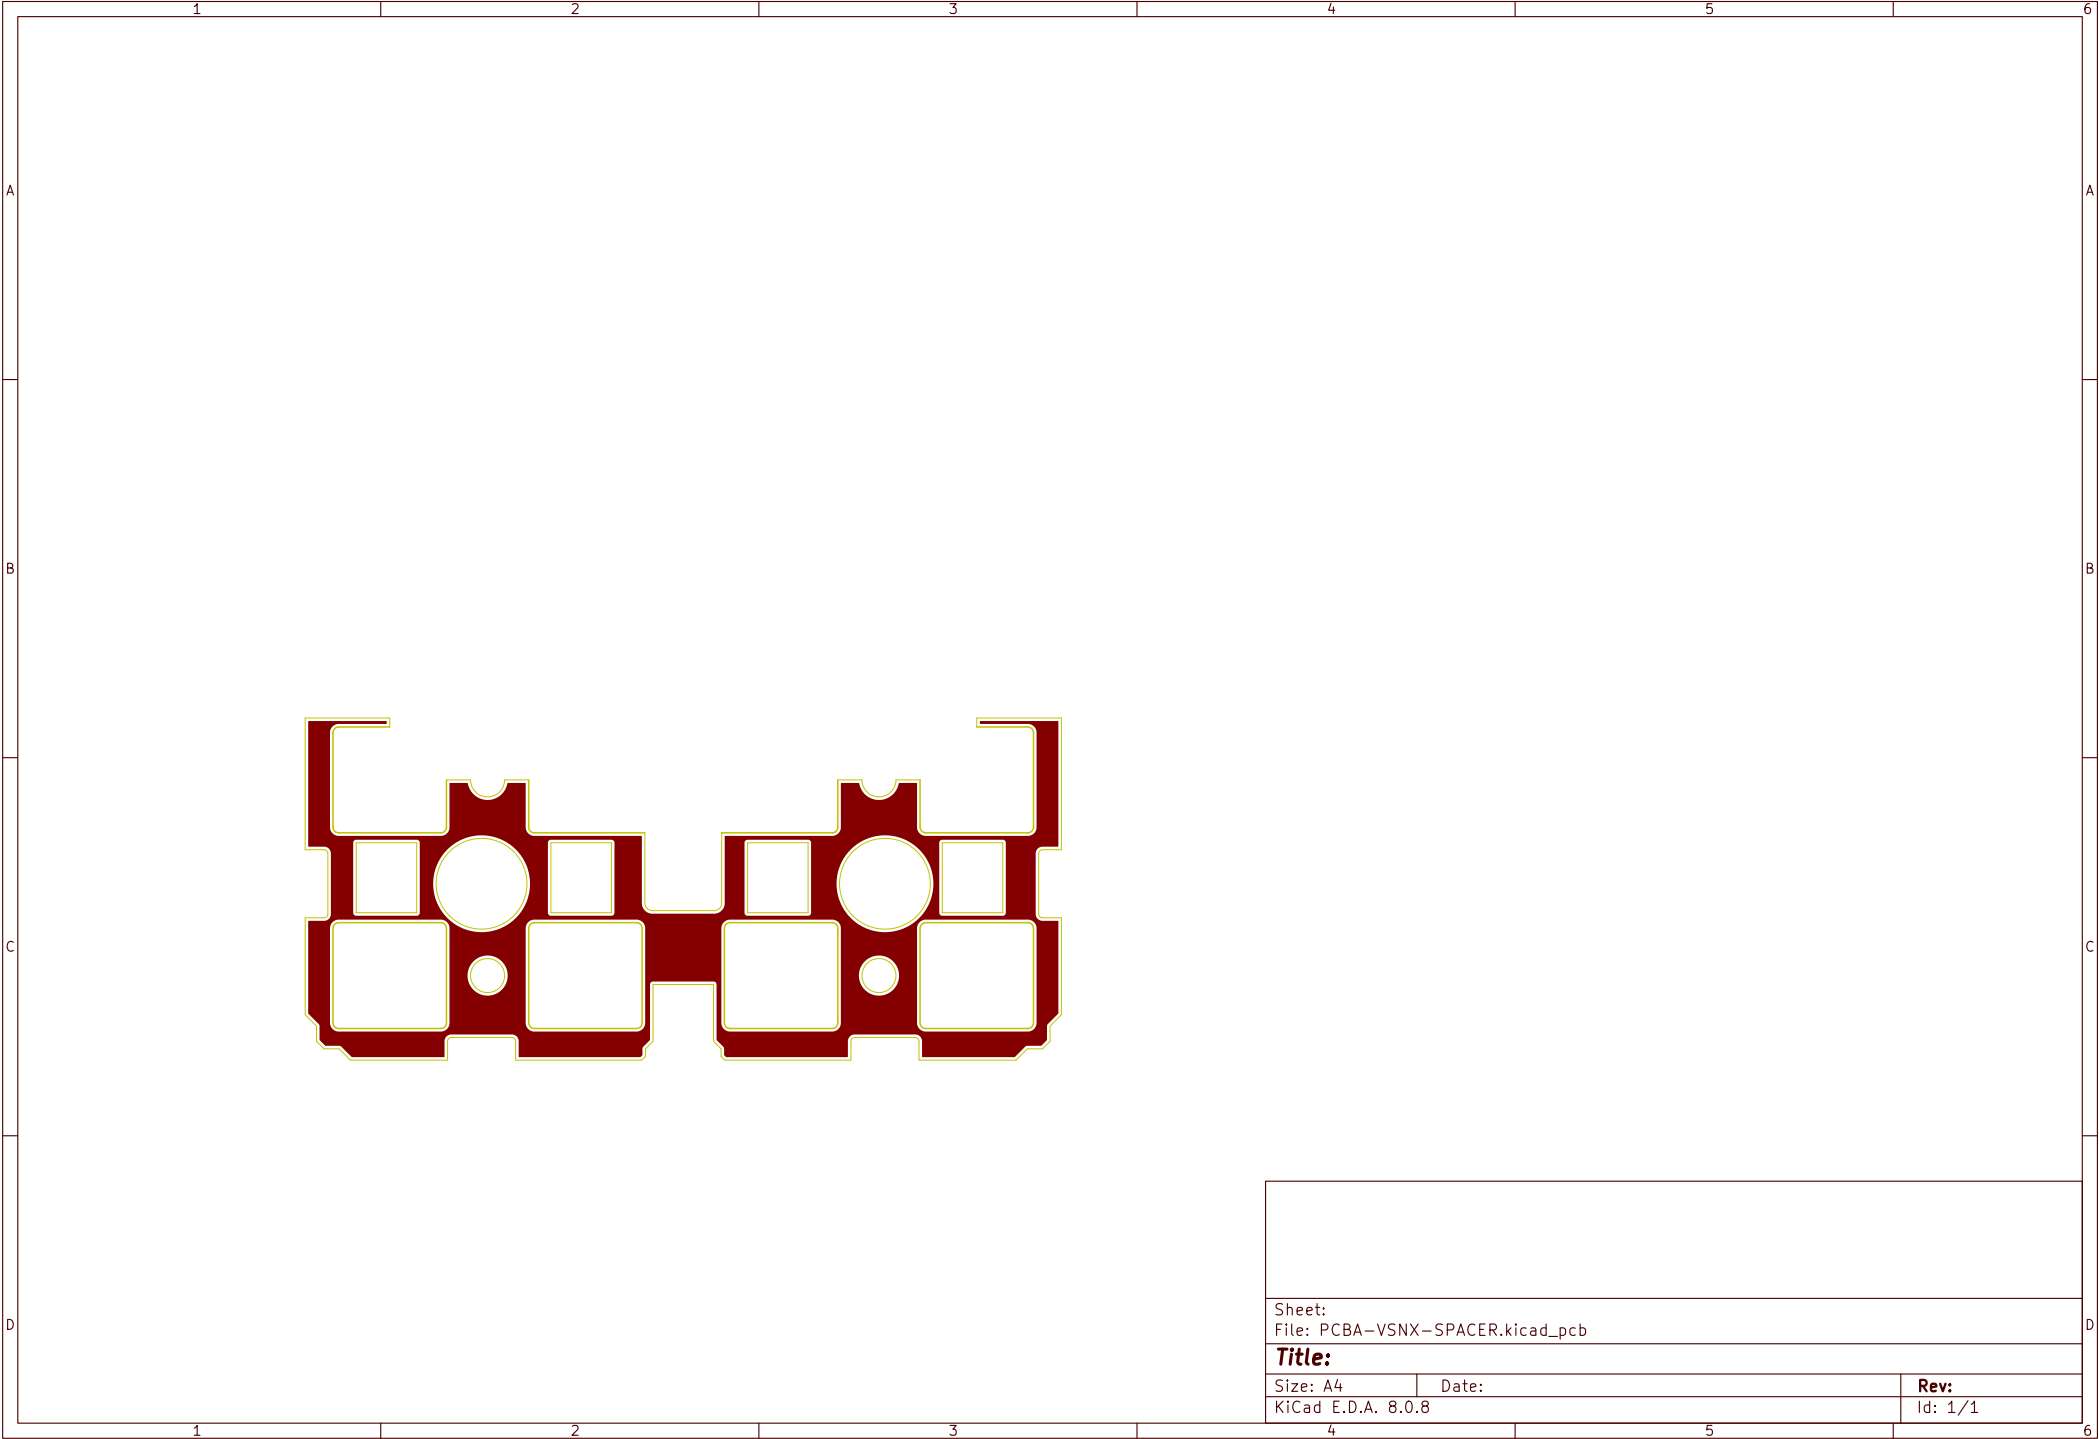 1 2 3 4 5 6
A A
B B
C C
D D
Sheet:
File: PCBA-VSNX-SPACER.kicad_pcb
Title:
Size: A4 Date: Rev:
KiCad E.D.A. 8.0.8 Id: 1/1
1 2 3 4 5 6